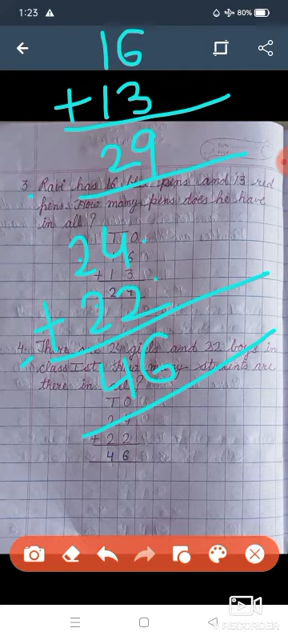 1:23
80%
16
+13
29
3. Ravi has 16 blue pens and 13 red
pens. How many pens does he have
in all?
T O
1 6
+ 1 3
2 9
24
+ 22
46
4. There are 24 girls and 22 boys in
class Ist. How many students are
there in all?
T O
2 4
+ 2 2
4 6
RECORDER